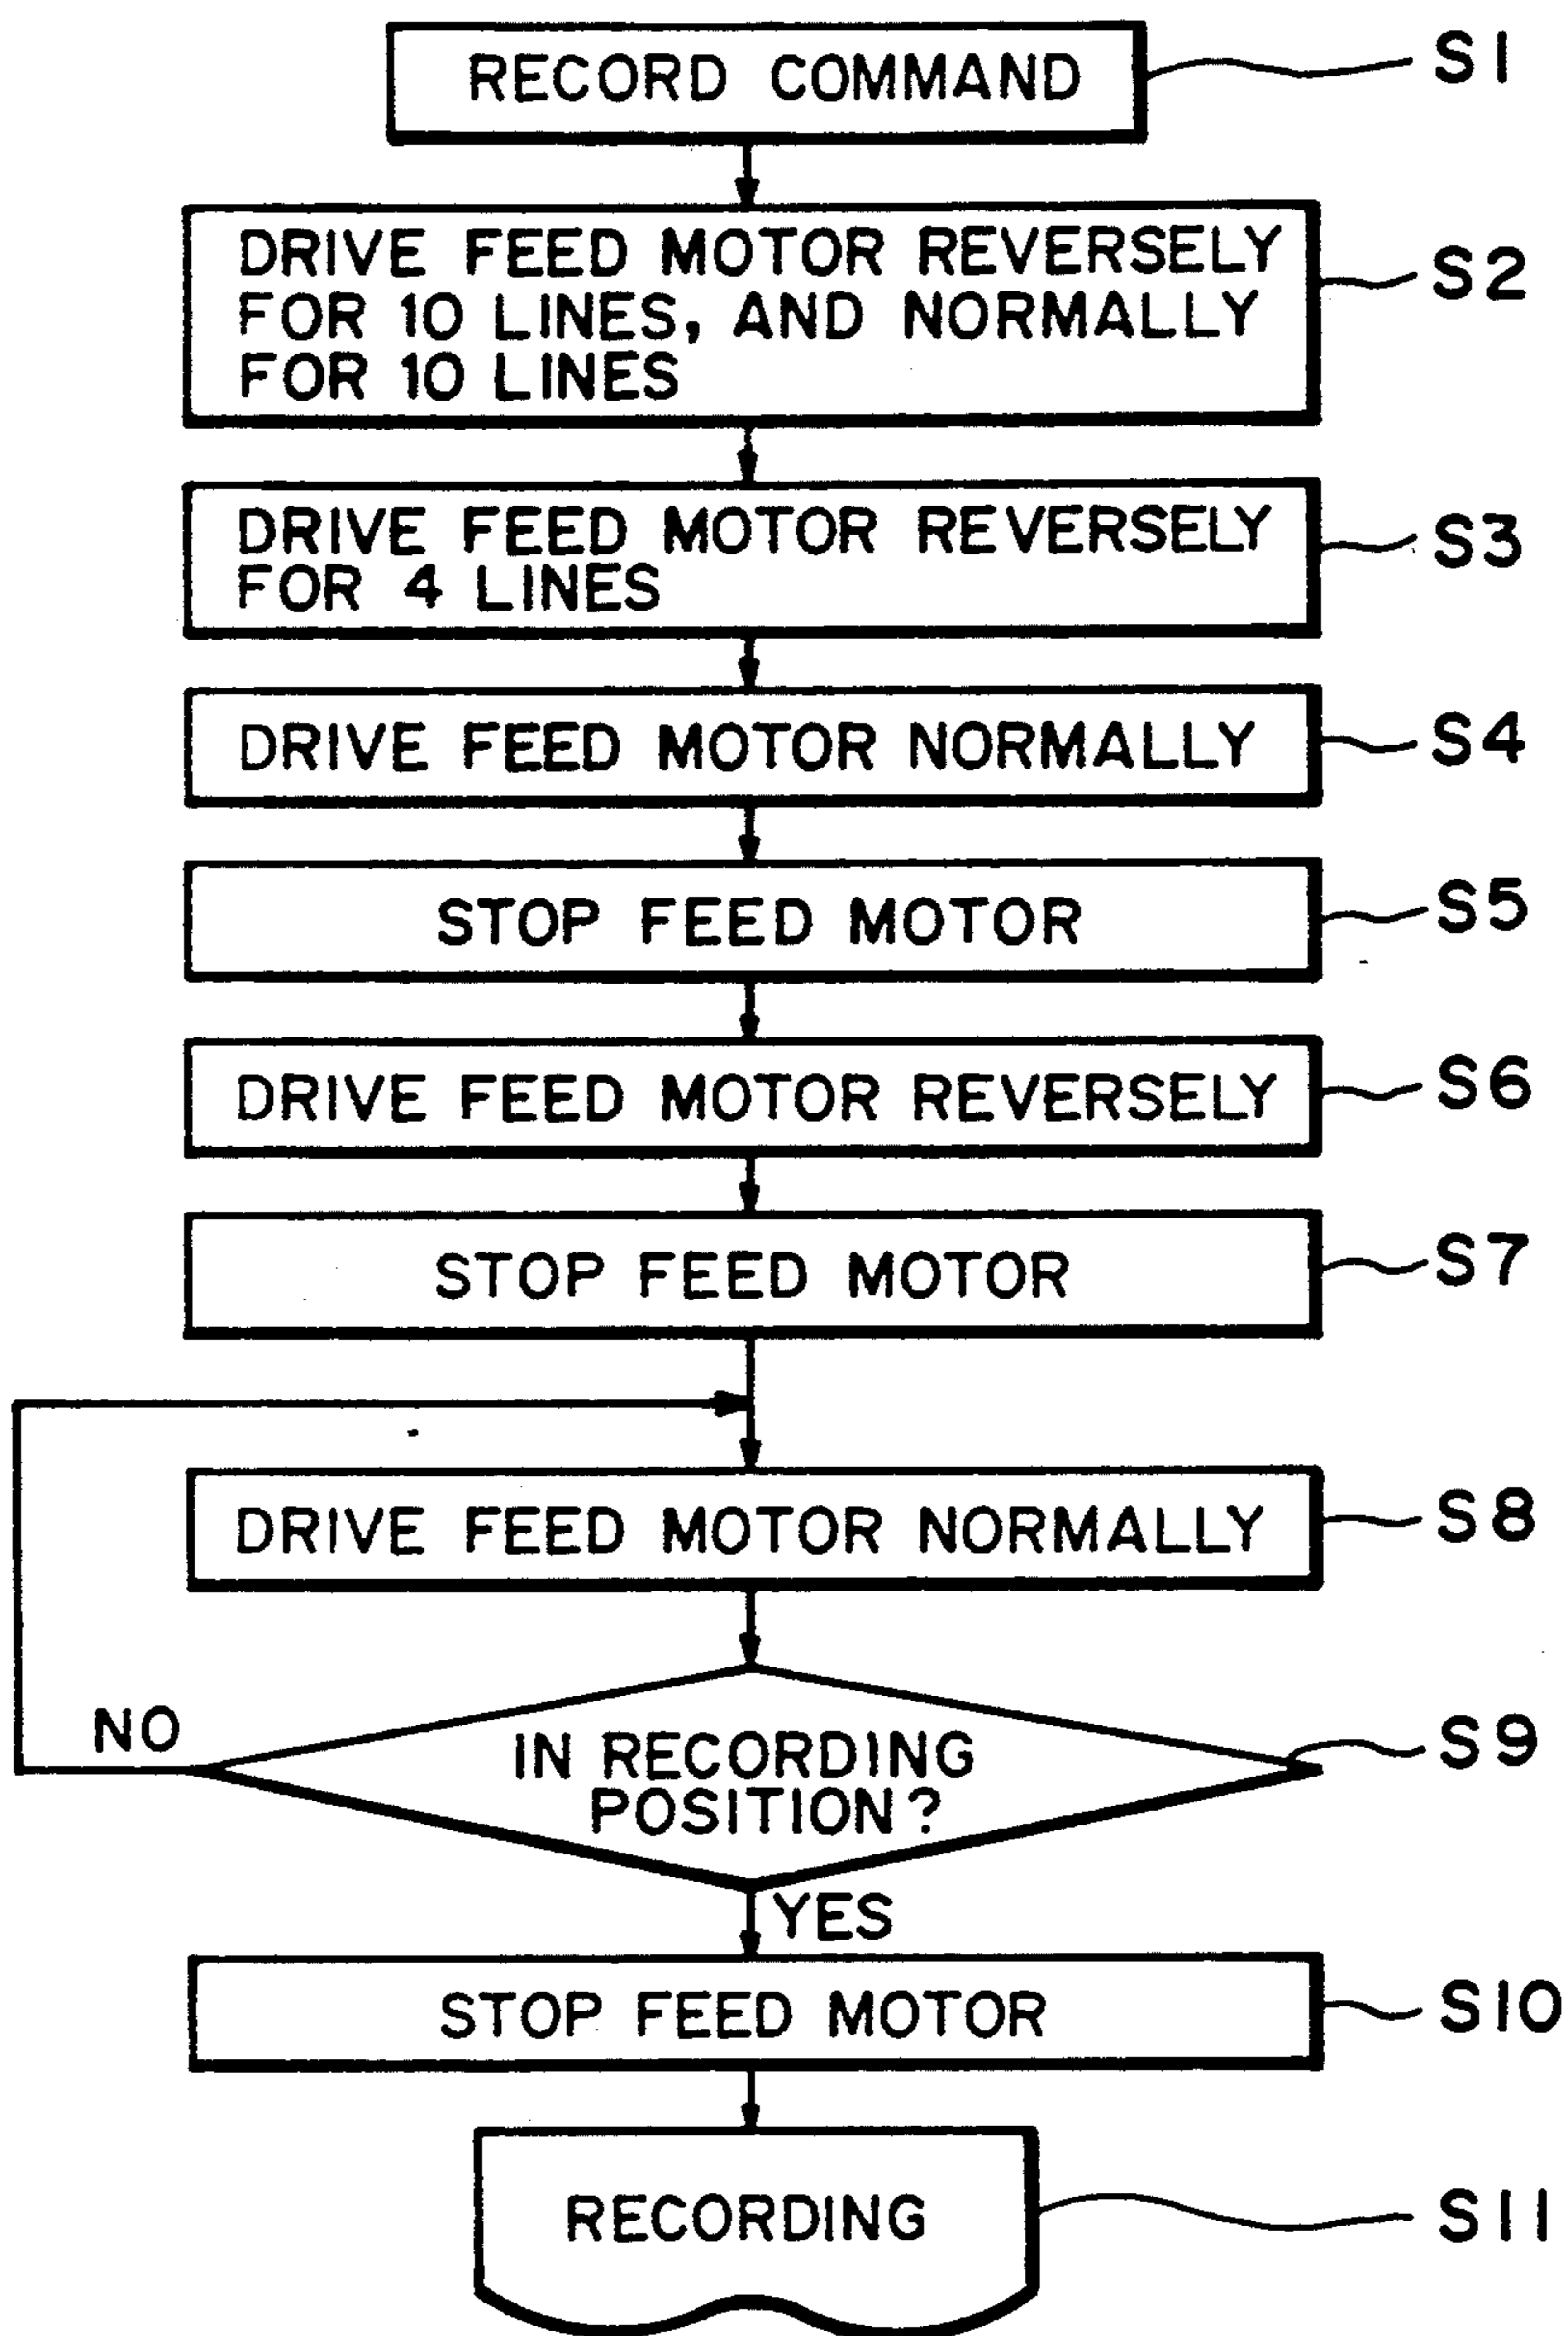 RECORD COMMAND
S1
DRIVE FEED MOTOR REVERSELY
FOR 10 LINES, AND NORMALLY
FOR 10 LINES
S2
DRIVE FEED MOTOR REVERSELY
FOR 4 LINES
S3
DRIVE FEED MOTOR NORMALLY
S4
STOP FEED MOTOR
S5
DRIVE FEED MOTOR REVERSELY
S6
STOP FEED MOTOR
S7
DRIVE FEED MOTOR NORMALLY
S8
NO
IN RECORDING
POSITION?
S9
YES
STOP FEED MOTOR
S10
RECORDING
S11